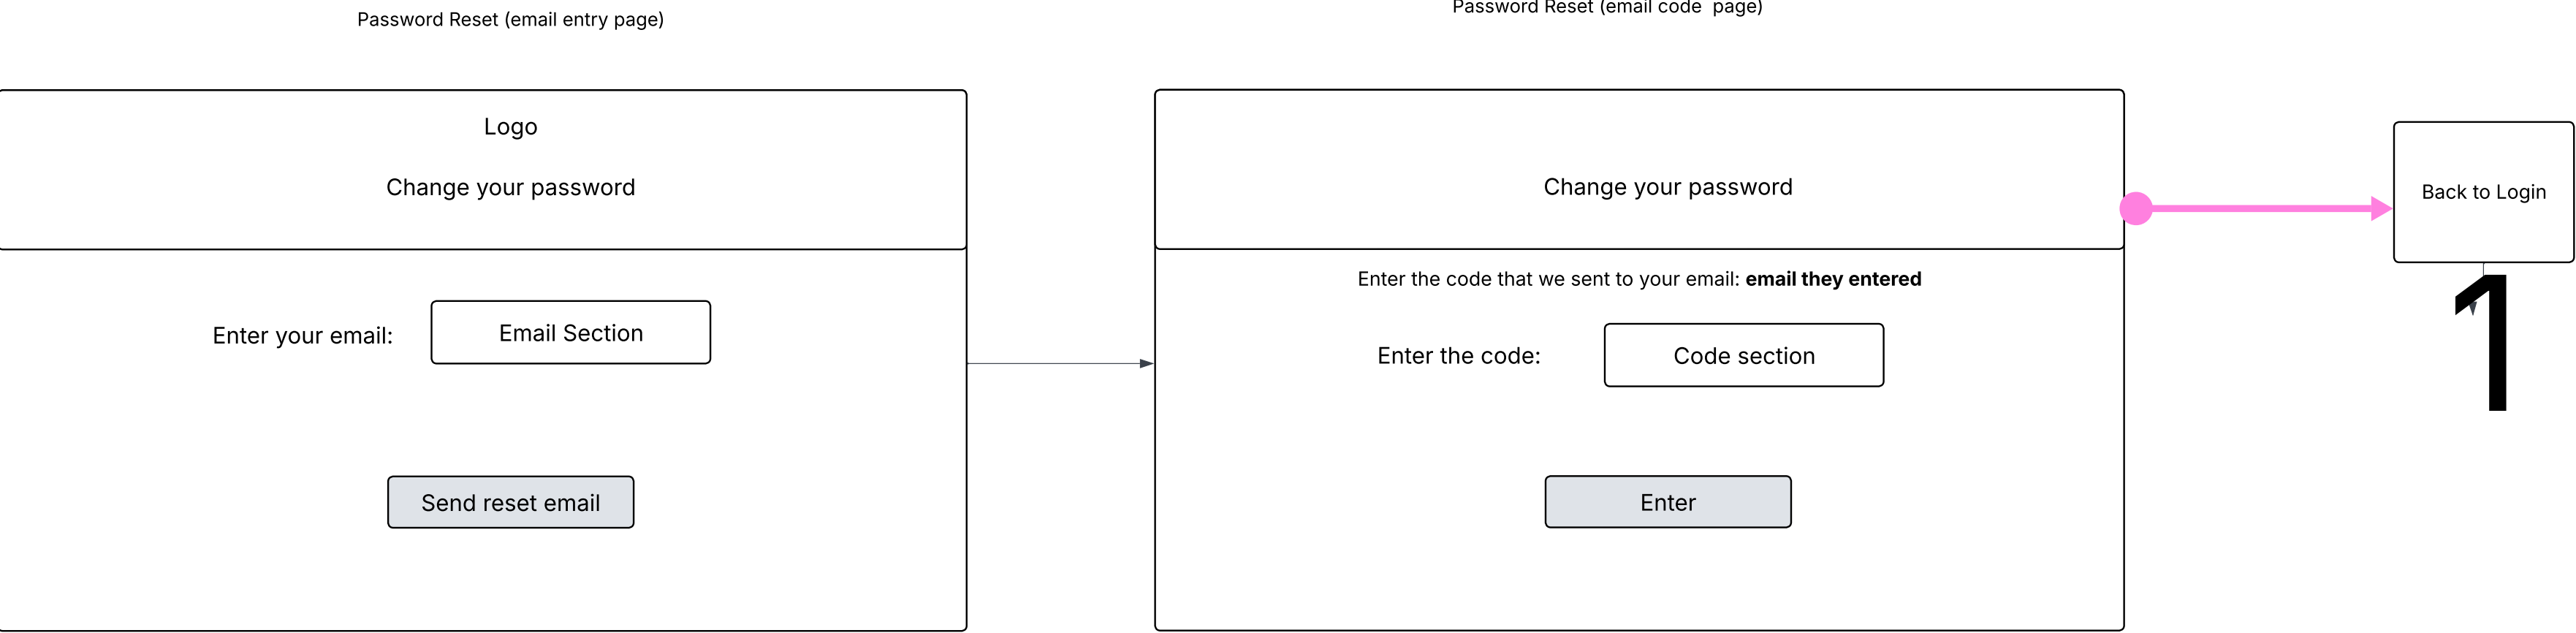 Password Reset (email entry page)
Logo
Change your password
Enter your email:
Email Section
Send reset email
Password Reset (email code  page)
Change your password
Enter the code that we sent to your email: email they entered
Enter the code:
Code section
Enter
Back to Login
1